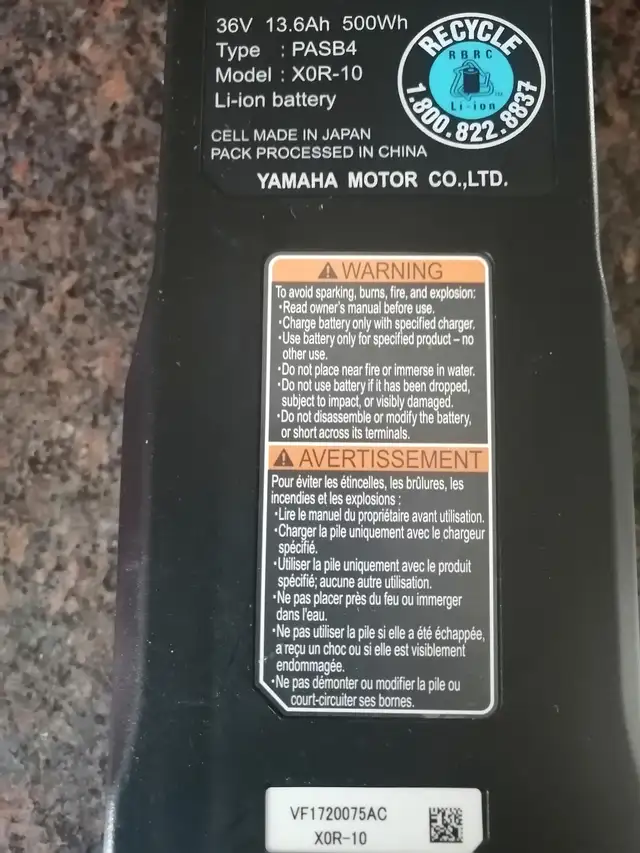 36V 13.6Ah 500Wh
Type : PASB4
Model : X0R-10
Li-ion battery
CELL MADE IN JAPAN
PACK PROCESSED IN CHINA
YAMAHA MOTOR CO.,LTD.
RECYCLE
RBRC
TM
Li-ion
1.800.822.8837
WARNING
To avoid sparking, burns, fire, and explosion:
•Read owner's manual before use.
•Charge battery only with specified charger.
•Use battery only for specified product – no
other use.
•Do not place near fire or immerse in water.
•Do not use battery if it has been dropped,
subject to impact, or visibly damaged.
•Do not disassemble or modify the battery,
or short across its terminals.
AVERTISSEMENT
Pour éviter les étincelles, les brûlures, les
incendies et les explosions :
•Lire le manuel du propriétaire avant utilisation.
•Charger la pile uniquement avec le chargeur
spécifié.
•Utiliser la pile uniquement avec le produit
spécifié; aucune autre utilisation.
•Ne pas placer près du feu ou immerger
dans l'eau.
•Ne pas utiliser la pile si elle a été échappée,
a reçu un choc ou si elle est visiblement
endommagée.
•Ne pas démonter ou modifier la pile ou
court-circuiter ses bornes.
VF1720075AC
X0R-10